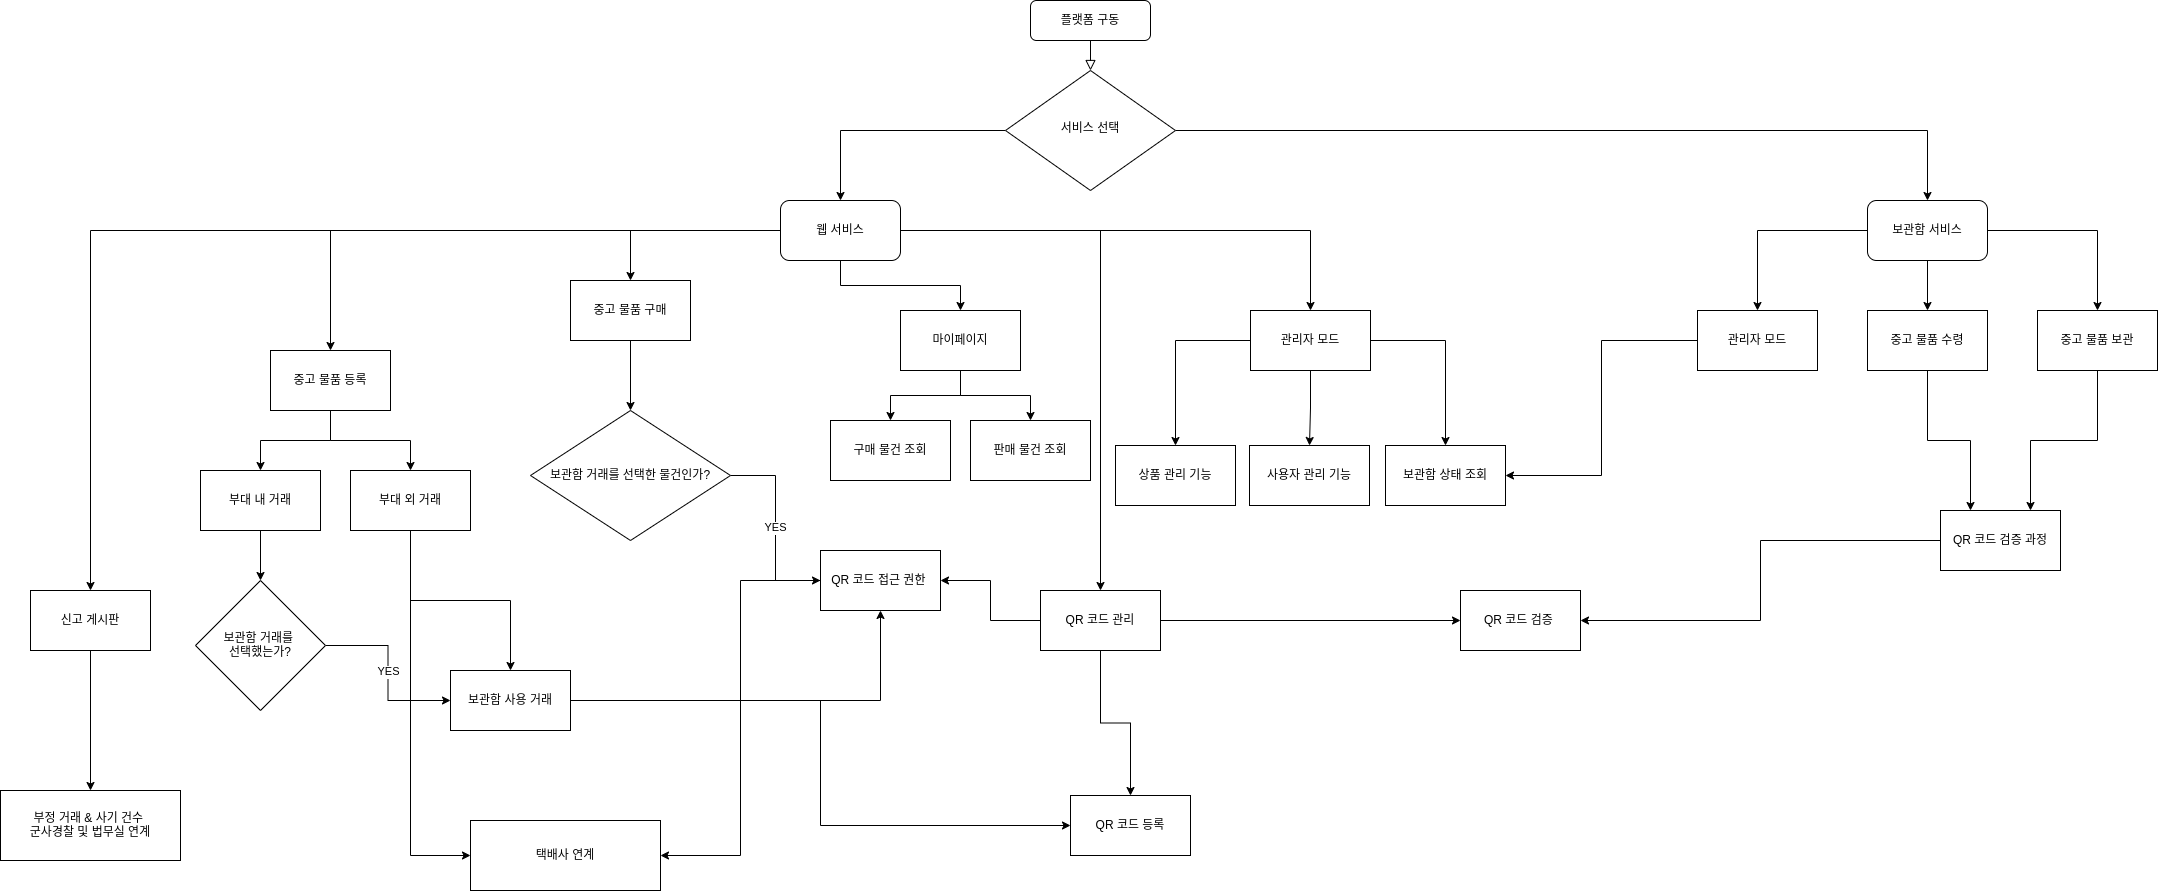 플랫폼 구동
서비스 선택
웹 서비스
보관함 서비스
중고 물품 구매
마이페이지
관리자 모드
관리자 모드
중고 물품 수령
중고 물품 보관
중고 물품 등록
구매 물건 조회
판매 물건 조회
보관함 거래를 선택한 물건인가?
상품 관리 기능
사용자 관리 기능
보관함 상태 조회
부대 내 거래
부대 외 거래
YES
QR 코드 검증 과정
QR 코드 접근 권한
신고 게시판
QR 코드 관리
QR 코드 검증
보관함 거래를
선택했는가?
YES
보관함 사용 거래
부정 거래 & 사기 건수
군사경찰 및 법무실 연계
QR 코드 등록
택배사 연계